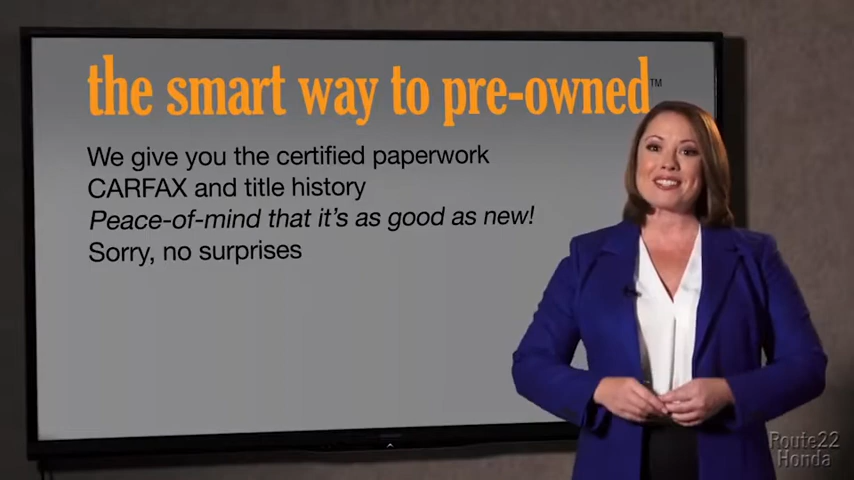 the smart way to pre-owned™
We give you the certified paperwork
CARFAX and title history
Peace-of-mind that it's as good as new!
Sorry, no surprises
Route22
Honda